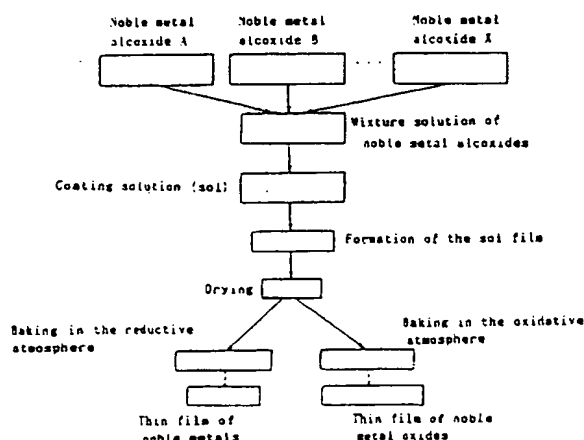 Noble metal
alcoxide A
Noble metal
alcoxide B
....
Noble metal
alcoxide X
Mixture solution of
noble metal alcoxides
Coating solution (sol)
Formation of the sol film
Drying
Baking in the reductive
atmosphere
Baking in the oxidative
atmosphere
Thin film of
noble metals
Thin film of noble
metal oxides